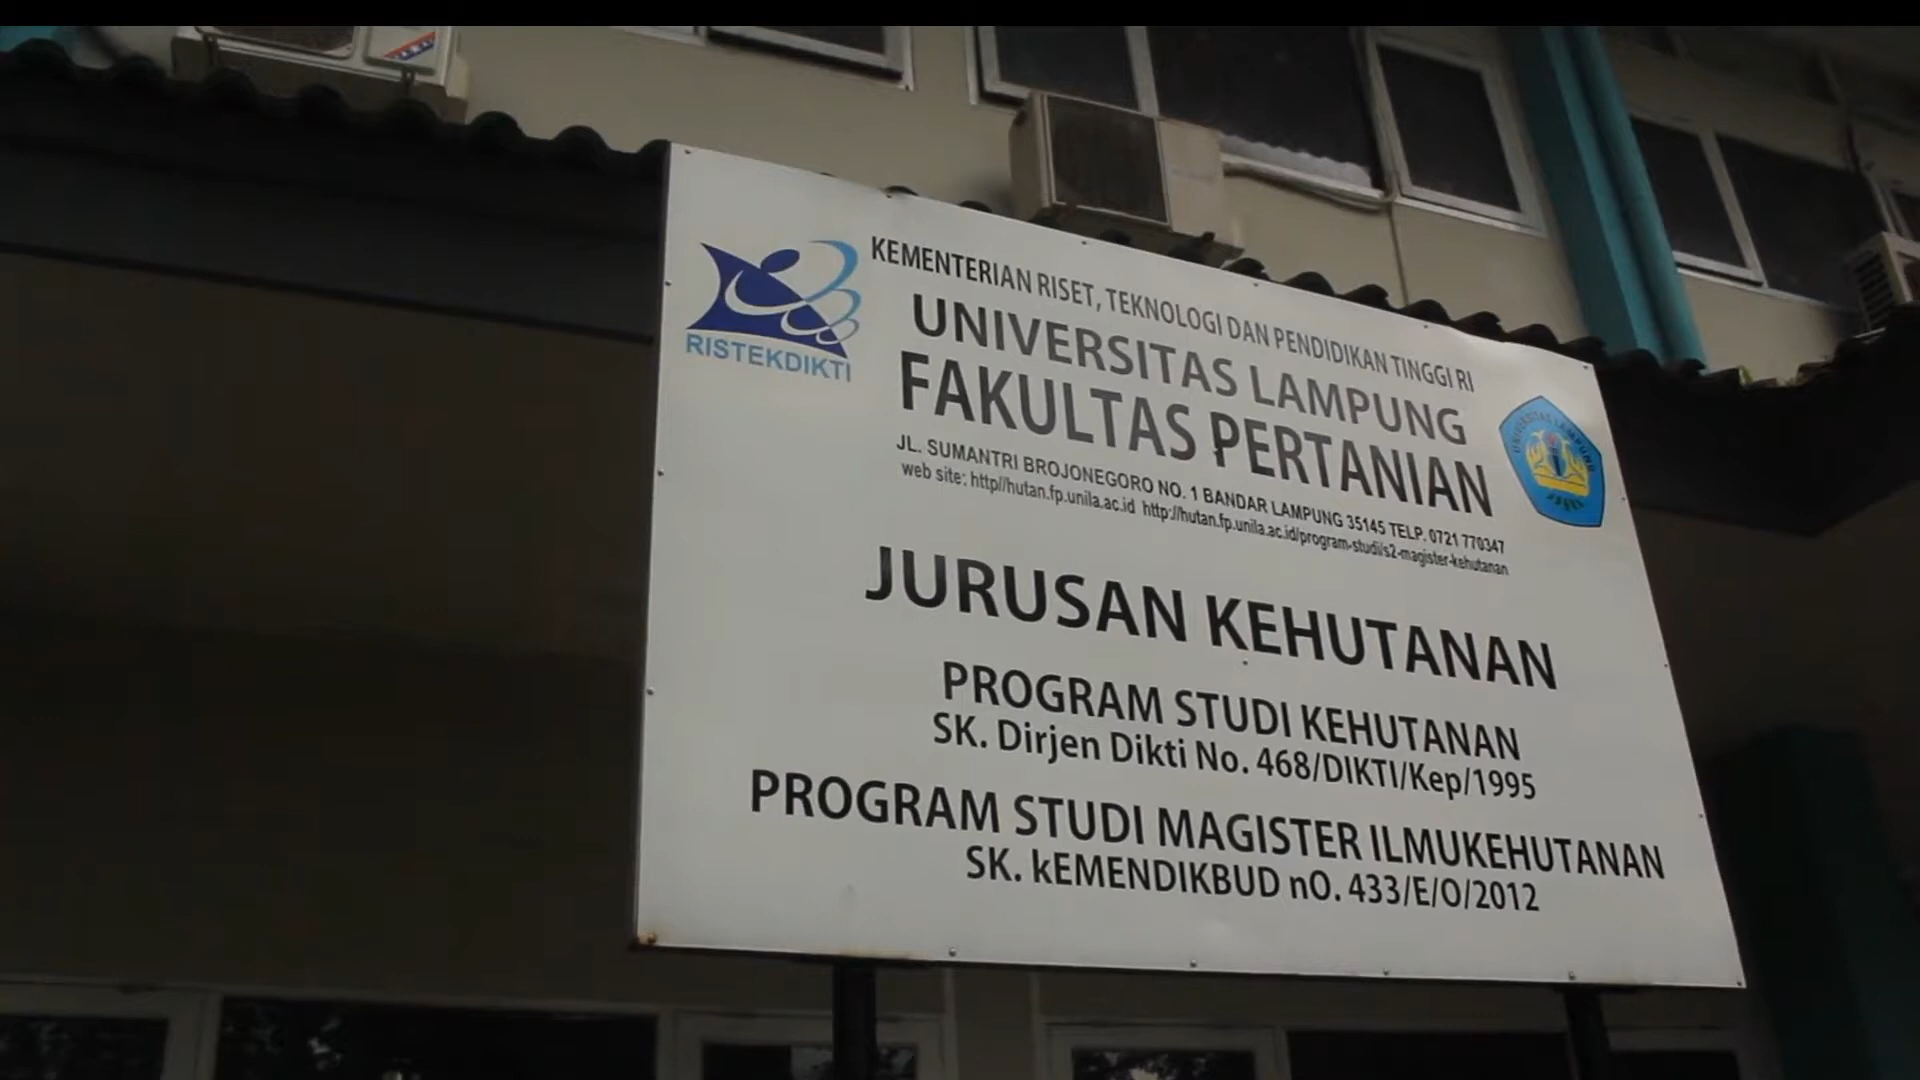 KEMENTERIAN RISET, TEKNOLOGI DAN PENDIDIKAN TINGGI RI
UNIVERSITAS LAMPUNG
FAKULTAS PERTANIAN
JL. SUMANTRI BROJONEGORO NO. 1 BANDAR LAMPUNG 35145 TELP. 0721 770347
web site: http//hutan.fp.unila.ac.id http://hutan.fp.unila.ac.id/program-studi/s2-magister-kehutanan
RISTEKDIKTI
UNIVERSITAS LAMPUNG
JURUSAN KEHUTANAN
PROGRAM STUDI KEHUTANAN
SK. Dirjen Dikti No. 468/DIKTI/Kep/1995
PROGRAM STUDI MAGISTER ILMUKEHUTANAN
SK. kEMENDIKBUD nO. 433/E/O/2012